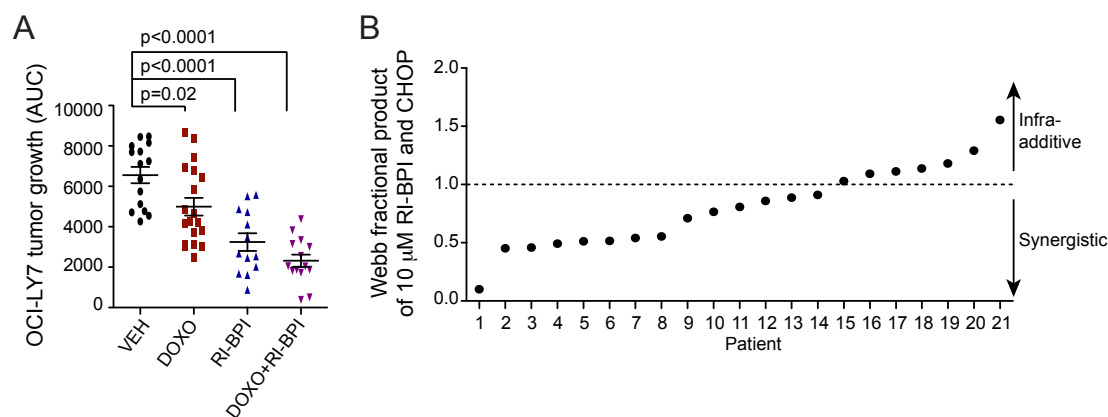 A
p<0.0001
p<0.0001
p=0.02
OCI-LY7 tumor growth (AUC)
10000
8000
6000
4000
2000
0
VEH
DOXO
RI-BPI
DOXO+RI-BPI
B
Webb fractional product
of 10 μM RI-BPI and CHOP
2.0
1.5
1.0
0.5
0.0
1 2 3 4 5 6 7 8 9 10 11 12 13 14 15 16 17 18 19 20 21
Patient
Infra-
additive
Synergistic